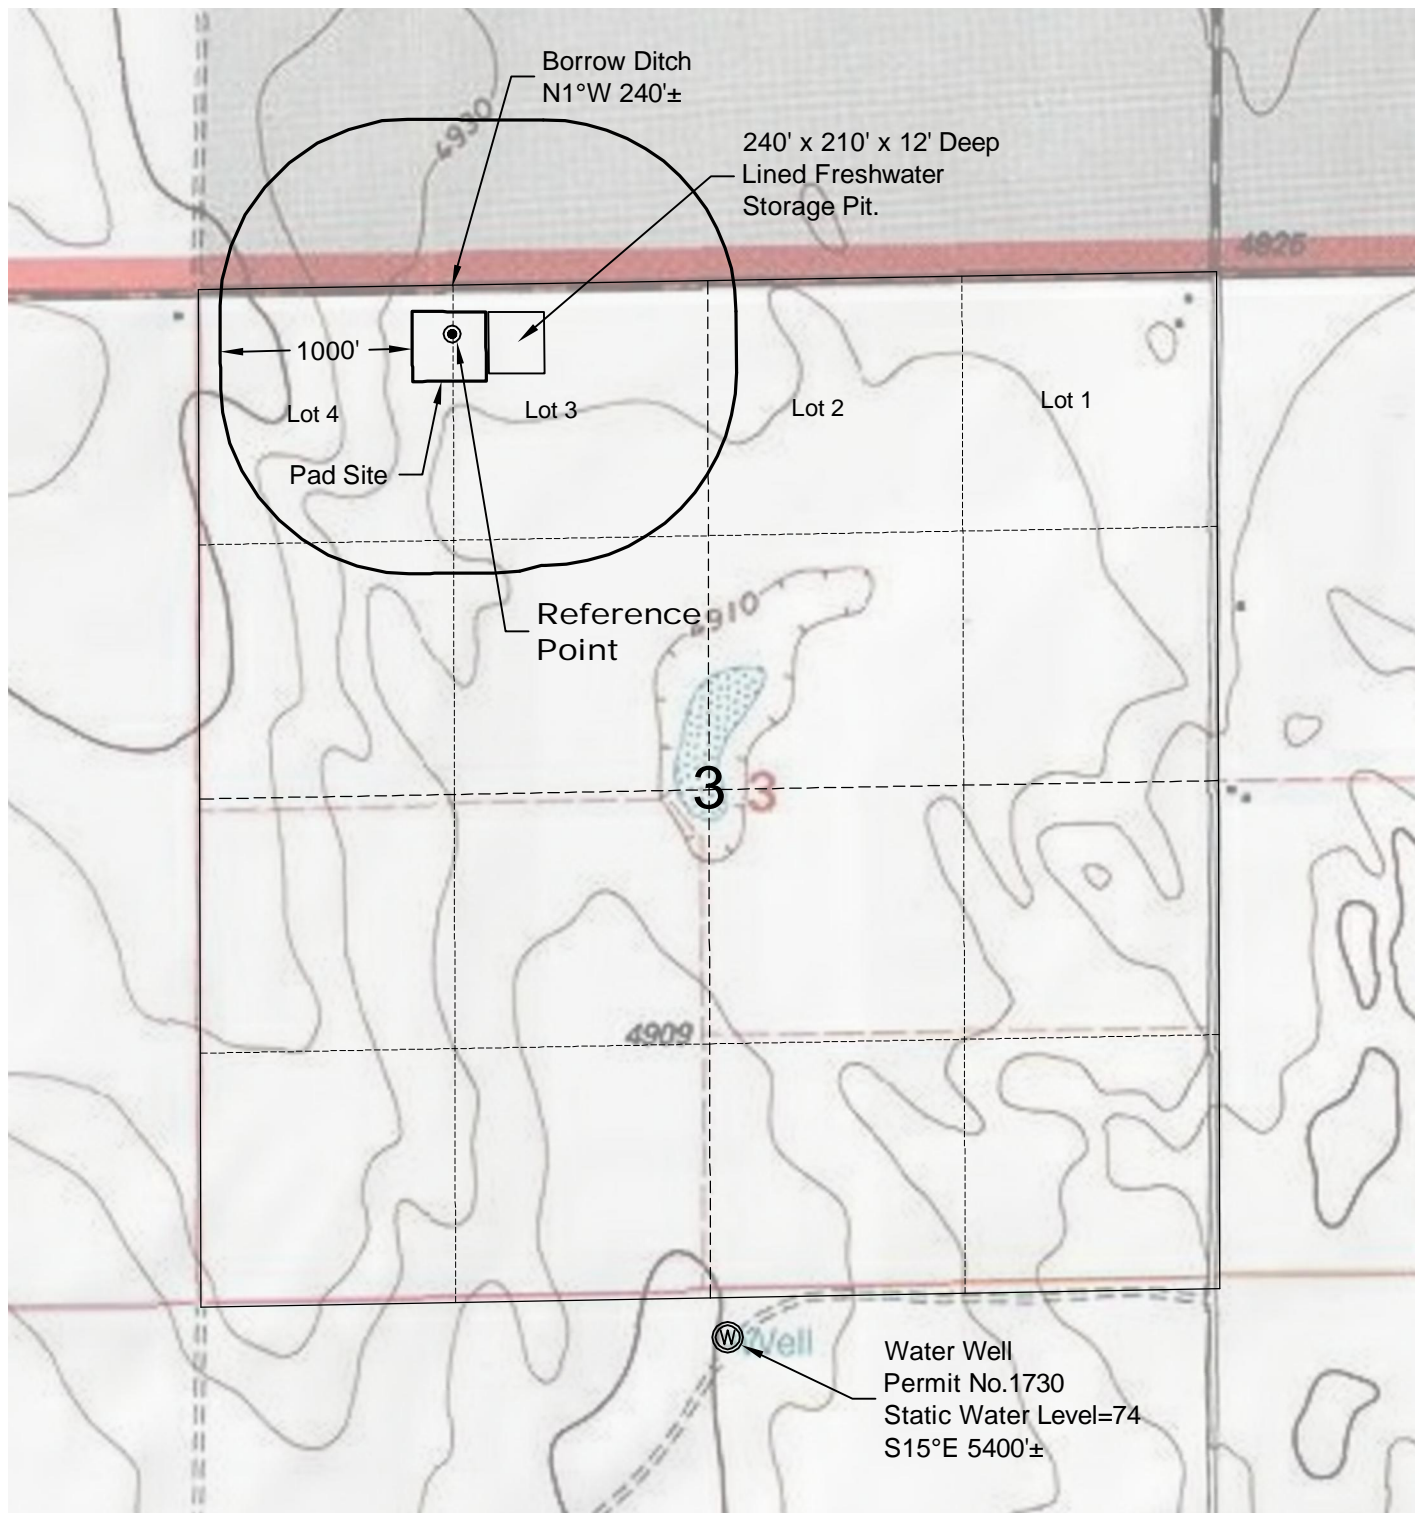 Borrow Ditch
N1°W 240'±
4930
240' x 210' x 12' Deep
Lined Freshwater
Storage Pit.
4925
1000'
Lot 4
Lot 3
Lot 2
Lot 1
Pad Site
Reference
Point
4910
3
3
4909
W
Well
Water Well
Permit No.1730
Static Water Level=74
S15°E 5400'±